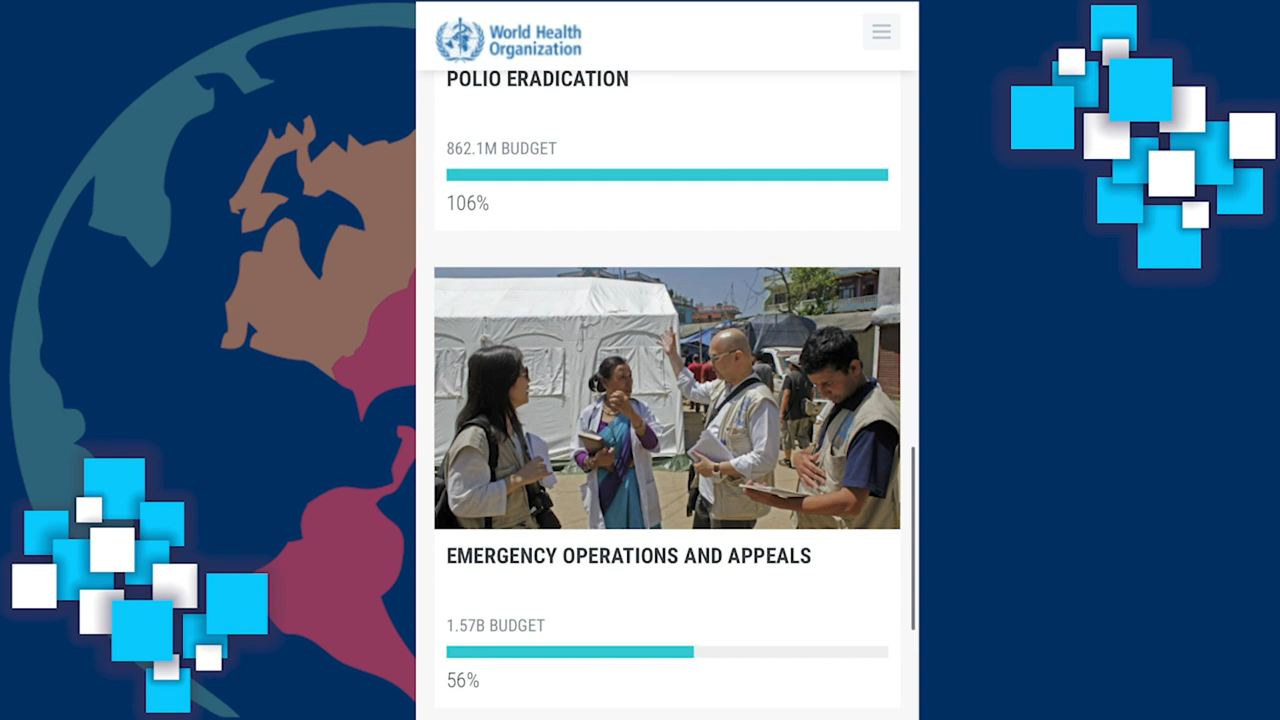 World Health
Organization
POLIO ERADICATION
862.1M BUDGET
106%
EMERGENCY OPERATIONS AND APPEALS
1.57B BUDGET
56%